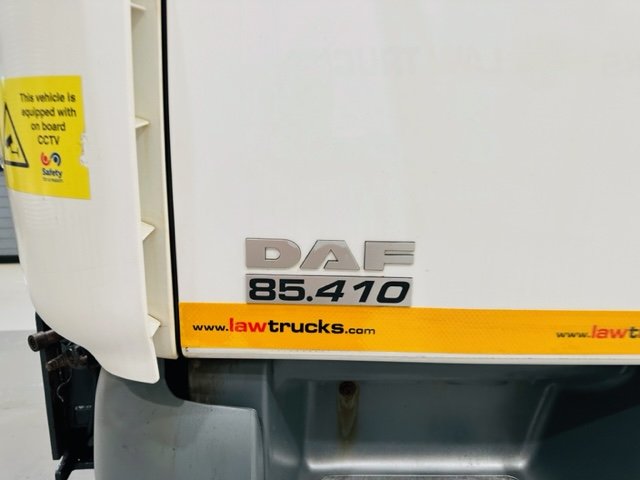 This vehicle is
equipped with
on board
CCTV
Safety
DAF
85.410
www.lawtrucks.com
www.lawt